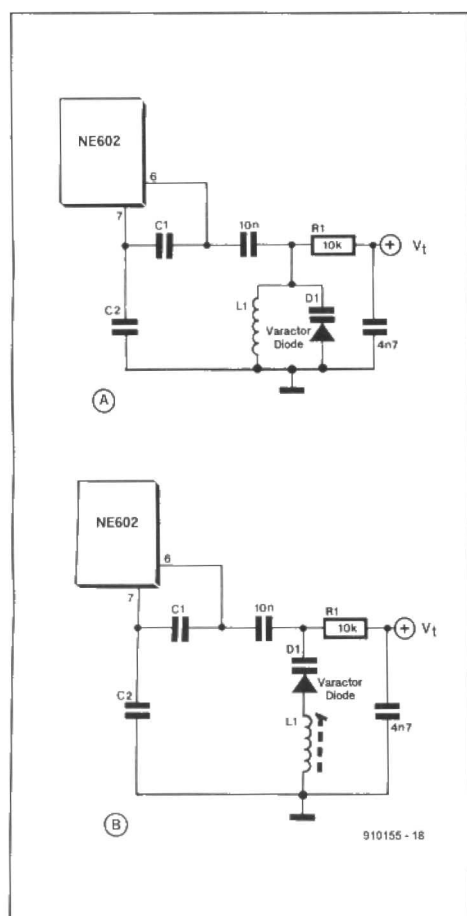 NE602
6
7
C1
10n
R1
10k
+ Vt
C2
L1
D1
Varactor
Diode
4n7
A
NE602
6
7
C1
10n
R1
10k
+ Vt
D1
Varactor
Diode
C2
L1
4n7
B
910155 - 18